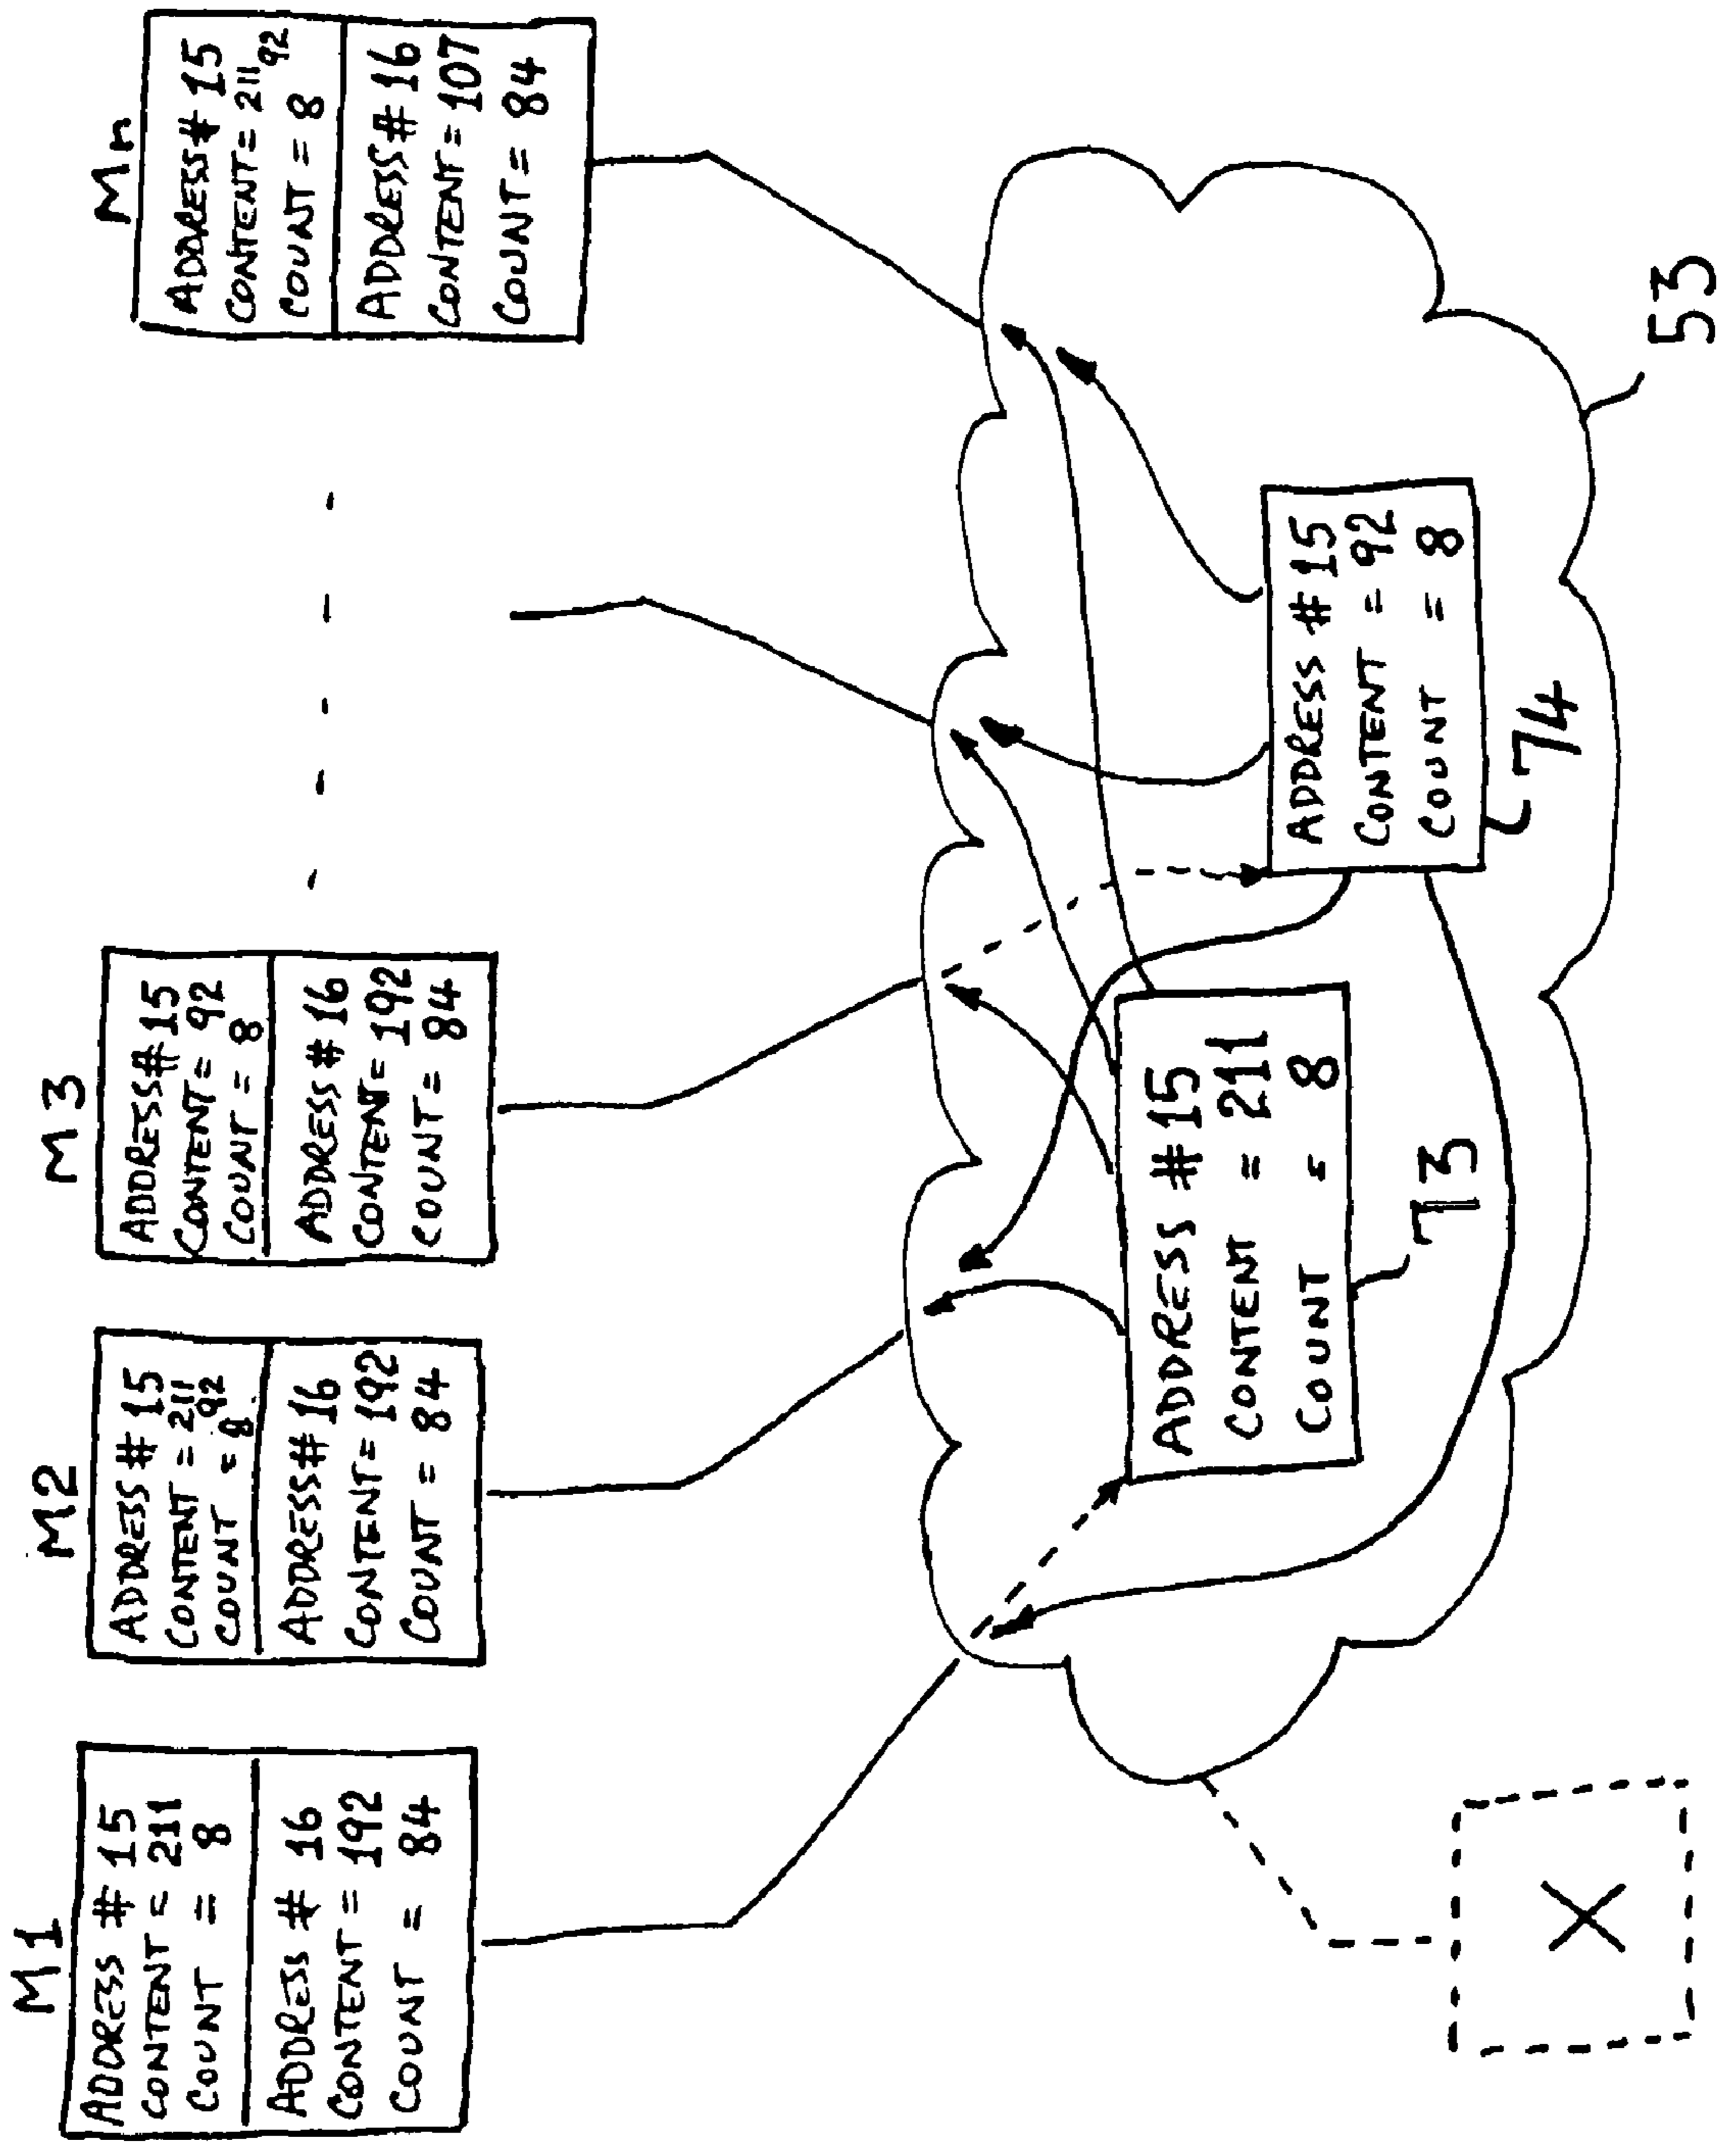 M1
ADDRESS # 15
CONTENT = 211
COUNT = 8
ADDRESS # 16
CONTENT = 192
COUNT = 84
M2
ADDRESS # 15
CONTENT = 211
92
COUNT = 8
ADDRESS # 16
CONTENT = 192
COUNT = 84
M3
ADDRESS # 15
CONTENT = 92
COUNT = 8
ADDRESS # 16
CONTENT = 192
COUNT = 84
Mn
ADDRESS # 15
CONTENT = 211
92
COUNT = 8
ADDRESS # 16
CONTENT = 107
COUNT = 84
ADDRESS # 15
CONTENT = 211
COUNT = 8
73
ADDRESS # 15
CONTENT = 92
COUNT = 8
74
53
X